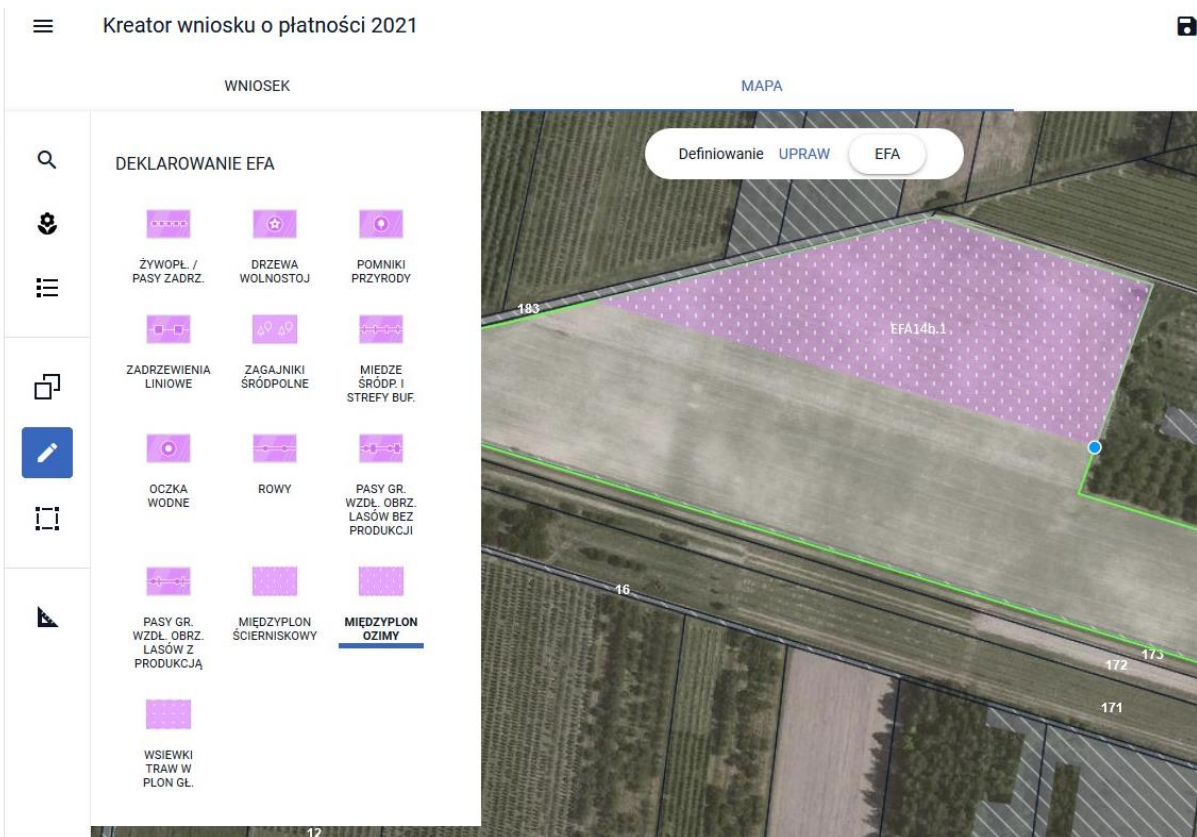 Kreator wniosku o płatności 2021
WNIOSEK
MAPA
DEKLAROWANIE EFA
ŻYWOPŁ. /
PASY ZADRZ.
DRZEWA
WOLNOSTOJ
POMNIKI
PRZYRODY
ZADRZEWIENIA
LINIOWE
ZAGAJNIKI
ŚRÓDPOLNE
MIEDZE
ŚRÓDP. I
STREFY BUF.
OCZKA
WODNE
ROWY
PASY GR.
WZDŁ. OBRZ.
LASÓW BEZ
PRODUKCJI
PASY GR.
WZDŁ. OBRZ.
LASÓW Z
PRODUKCJĄ
MIĘDZYPLON
ŚCIERNISKOWY
MIĘDZYPLON
OZIMY
WSIEWKI
TRAW W
PLON GŁ.
Definiowanie UPRAW EFA
183
EFA14b.1
16
173
172
171
12